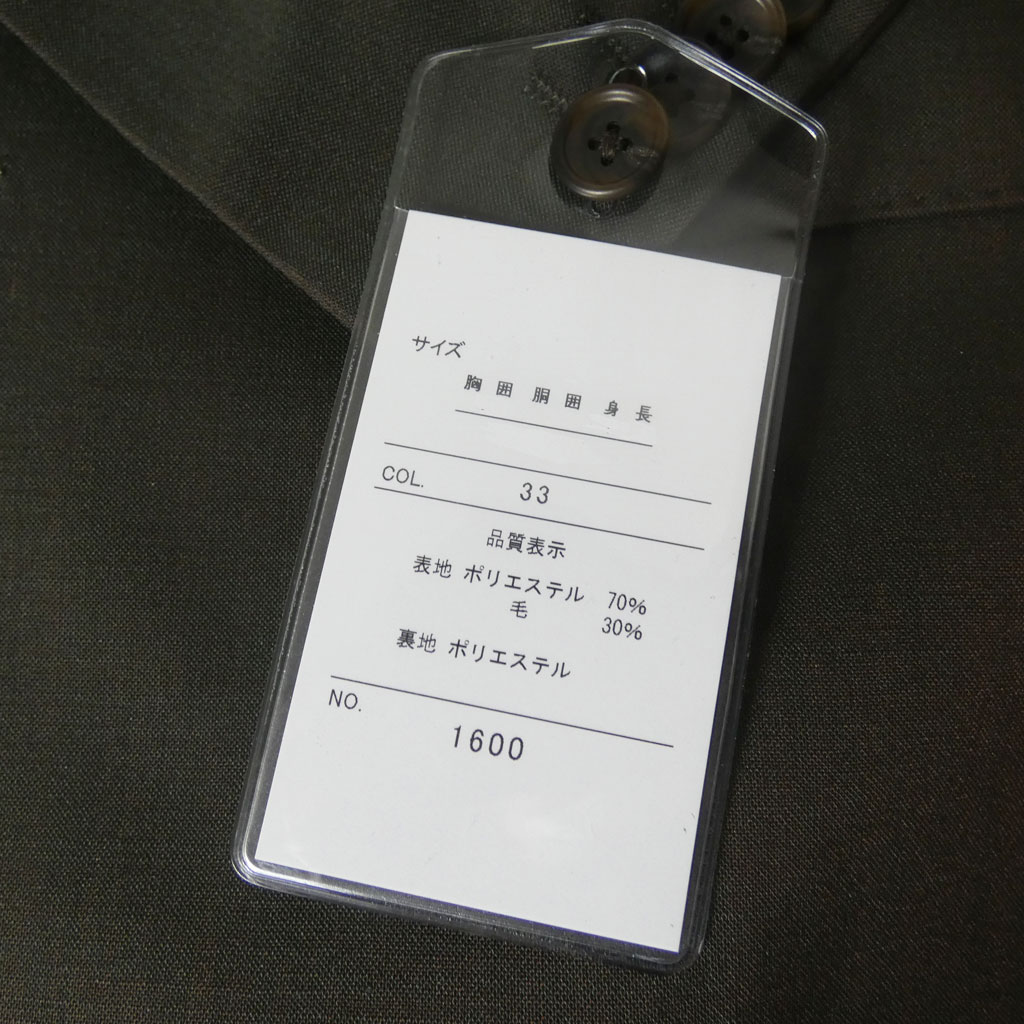 サイズ
胸囲 胴囲 身長
COL. 33
品質表示
表地 ポリエステル 70%
毛 30%
裏地 ポリエステル
NO.
1600